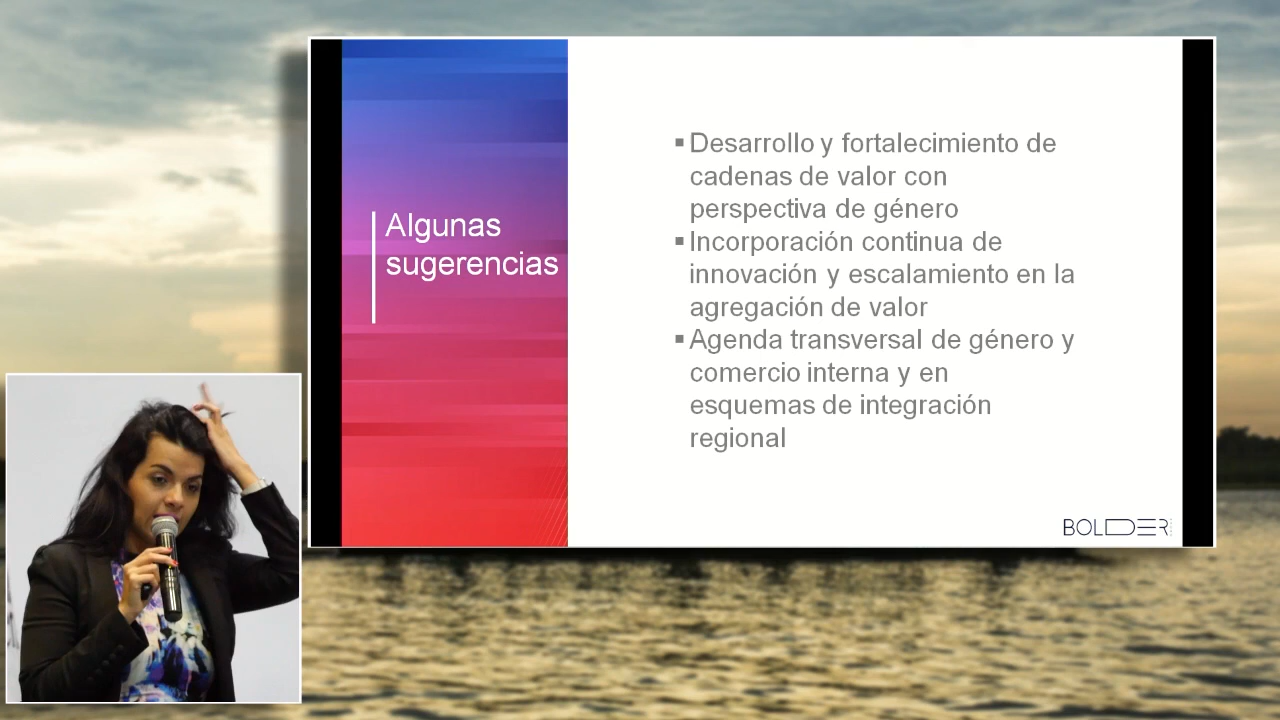 Algunas
sugerencias
▪Desarrollo y fortalecimiento de
cadenas de valor con
perspectiva de género
▪Incorporación continua de
innovación y escalamiento en la
agregación de valor
▪Agenda transversal de género y
comercio interna y en
esquemas de integración
regional
BOLDER